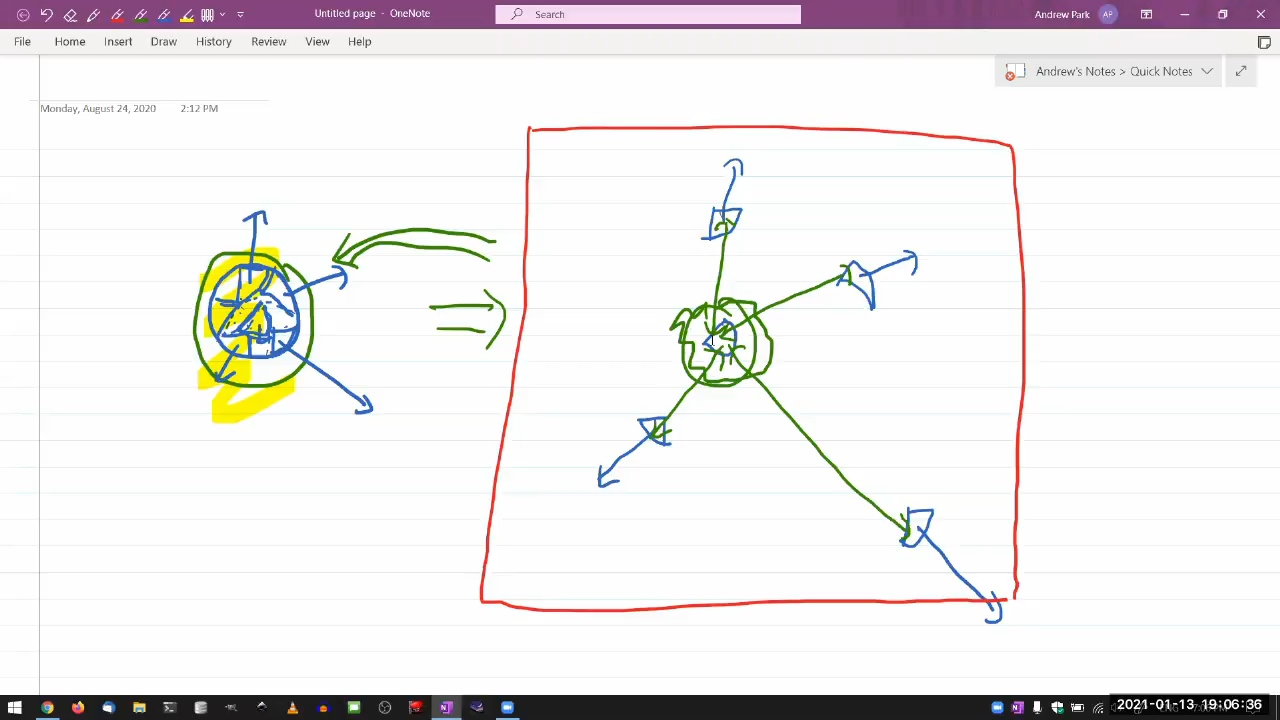 Untitled page - OneNote
Search
Andrew Park
AP
File Home Insert Draw History Review View Help
Andrew's Notes > Quick Notes
Monday, August 24, 2020 2:12 PM
2021-01-13 19:06:36